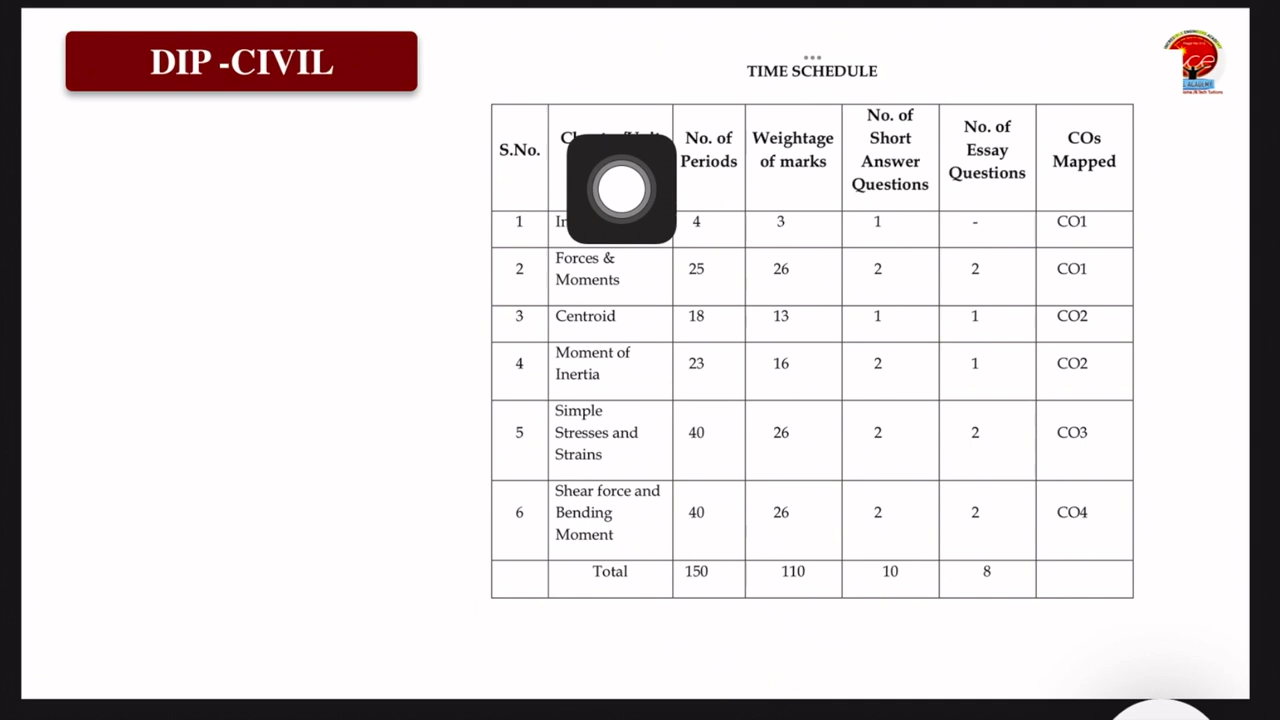 DIP -CIVIL
TIME SCHEDULE
S.No.
No. of
Periods
Weightage
of marks
No. of
Short
Answer
Questions
No. of
Essay
Questions
COs
Mapped
1 4 3 1 - CO1
2 Forces &
Moments 25 26 2 2 CO1
3 Centroid 18 13 1 1 CO2
4 Moment of
Inertia 23 16 2 1 CO2
5 Simple
Stresses and
Strains 40 26 2 2 CO3
6 Shear force and
Bending
Moment 40 26 2 2 CO4
Total 150 110 10 8